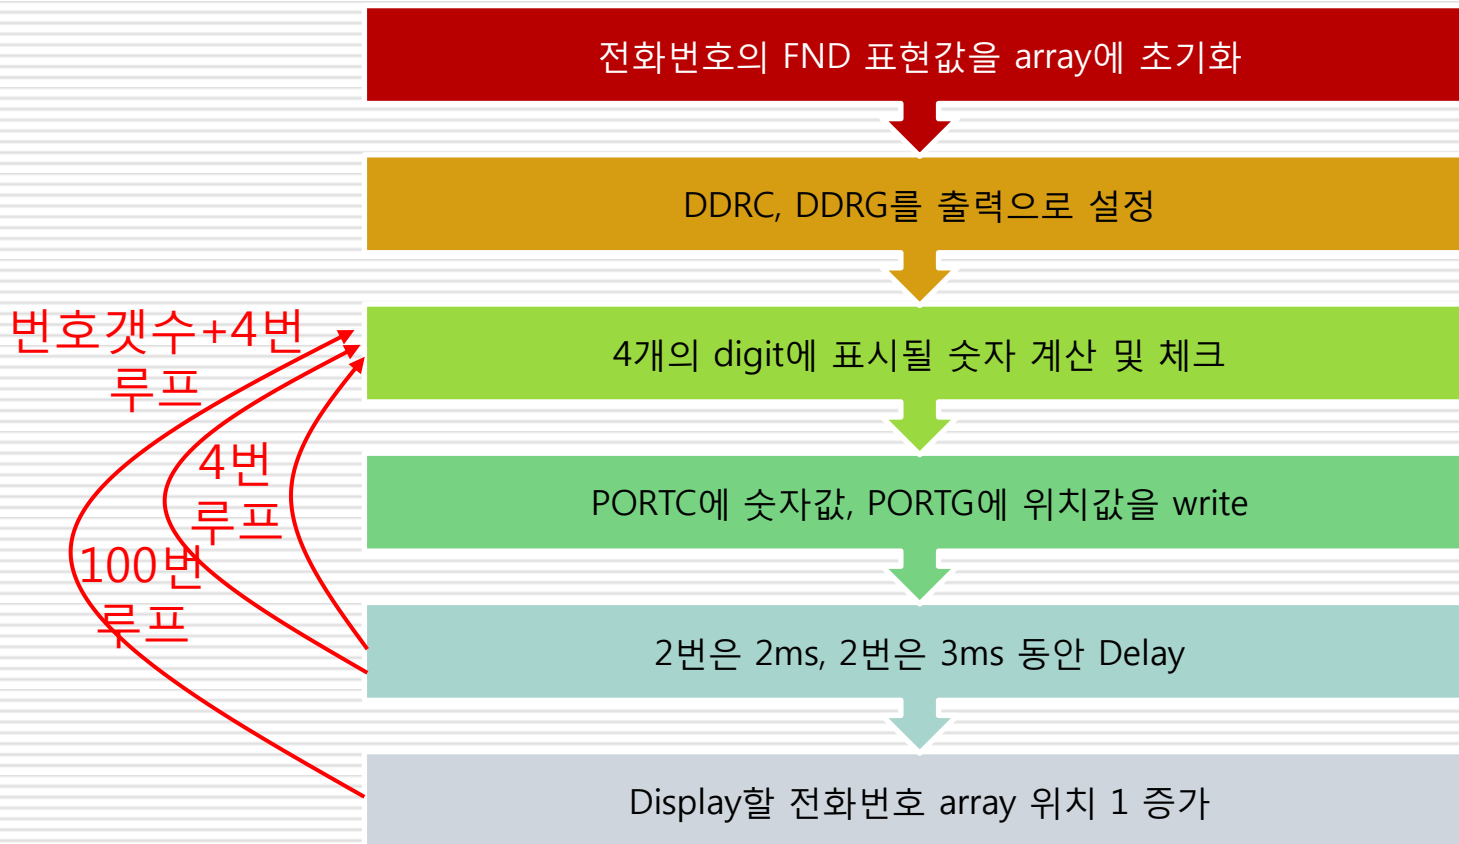 전화번호의 FND 표현값을 array에 초기화
DDRC, DDRG를 출력으로 설정
번호갯수+4번
루프
4개의 digit에 표시될 숫자 계산 및 체크
4번
루프
PORTC에 숫자값, PORTG에 위치값을 write
100번
루프
2번은 2ms, 2번은 3ms 동안 Delay
Display할 전화번호 array 위치 1 증가